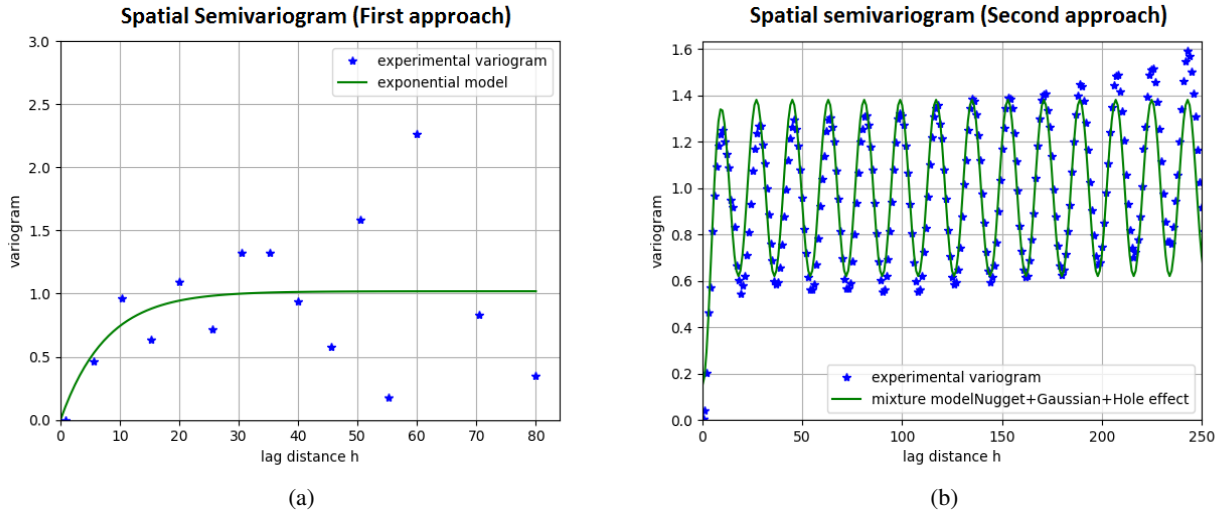 Spatial Semivariogram (First approach)
3.0
2.5
2.0
1.5
1.0
0.5
0.0
variogram
experimental variogram
exponential model
0 10 20 30 40 50 60 70 80
lag distance h
(a)
Spatial semivariogram (Second approach)
1.6
1.4
1.2
1.0
0.8
0.6
0.4
0.2
0.0
variogram
experimental variogram
mixture modelNugget+Gaussian+Hole effect
0 50 100 150 200 250
lag distance h
(b)